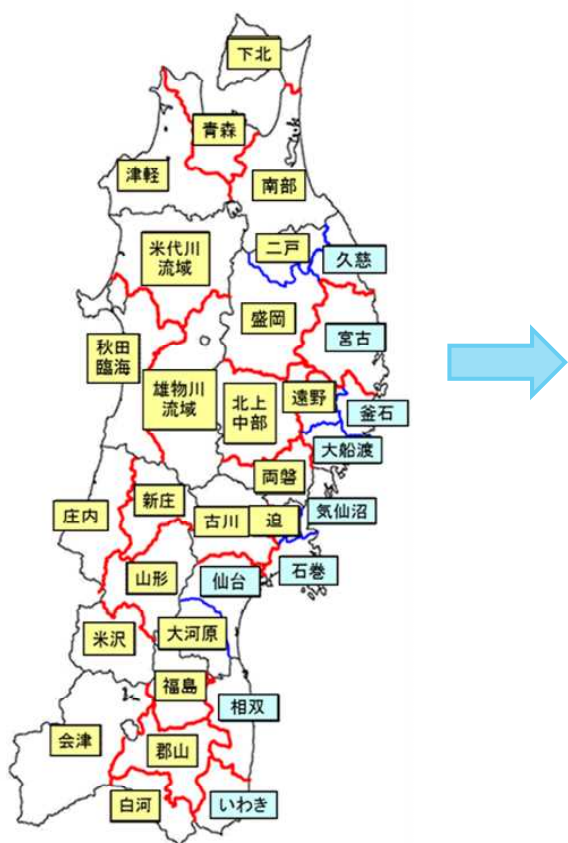 下北
青森
津軽
南部
二戸
久慈
米代川
流域
盛岡
宮古
秋田
臨海
雄物川
流域
北上
中部
遠野
釜石
大船渡
両磐
新庄
庄内
古川
迫
気仙沼
山形
仙台
石巻
米沢
大河原
福島
相双
会津
郡山
白河
いわき